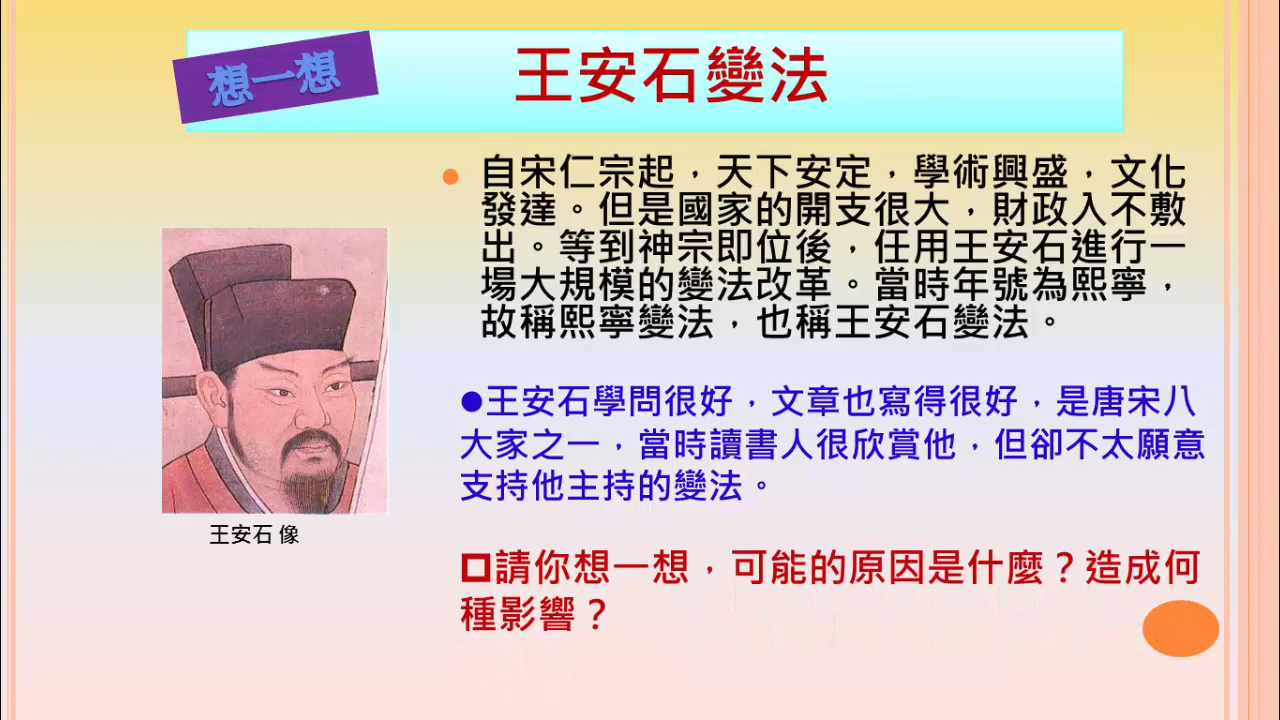 想一想
王安石變法
自宋仁宗起，天下安定，學術興盛，文化
發達。但是國家的開支很大，財政入不敷
出。等到神宗即位後，任用王安石進行一
場大規模的變法改革。當時年號為熙寧，
故稱熙寧變法，也稱王安石變法。
●王安石學問很好，文章也寫得很好，是唐宋八
大家之一，當時讀書人很欣賞他，但卻不太願意
支持他主持的變法。
請你想一想，可能的原因是什麼？造成何
種影響？
王安石 像